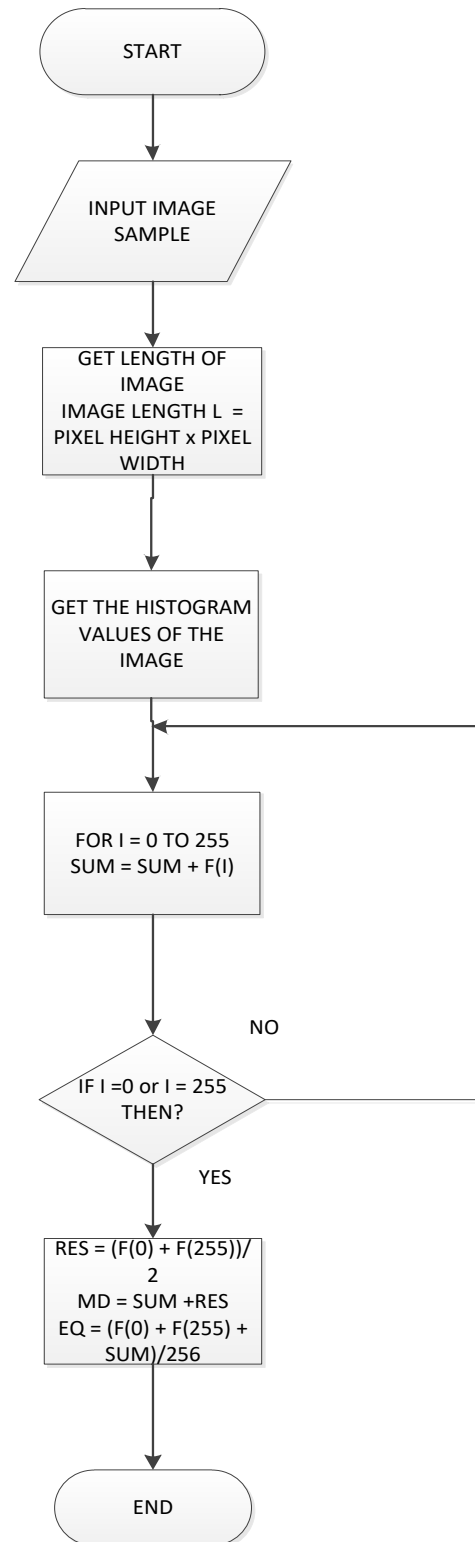 START
INPUT IMAGE
SAMPLE
GET LENGTH OF
IMAGE
IMAGE LENGTH L =
PIXEL HEIGHT x PIXEL
WIDTH
GET THE HISTOGRAM
VALUES OF THE
IMAGE
FOR I = 0 TO 255
SUM = SUM + F(I)
NO
IF I =0 or I = 255
THEN?
YES
RES = (F(0) + F(255))/
2
MD = SUM +RES
EQ = (F(0) + F(255) +
SUM)/256
END